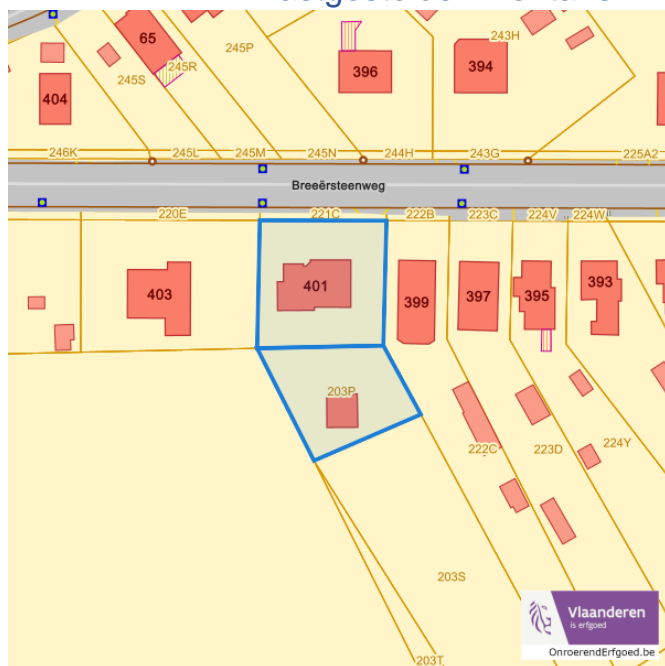 243H
65
245P
245R
396
394
245S
404
246K
245L
245M
245N
244H
243G
225A2
Breeërsteenweg
220E
221C
222B
223C
224V
224W
403
401
399
397
395
393
203P
222C
223D
224Y
203S
203T
Vlaanderen
is erfgoed
OnroerendErfgoed.be